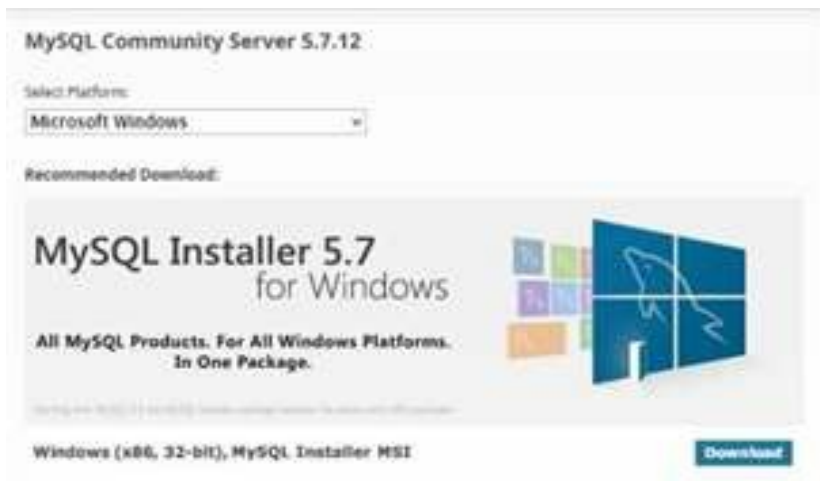 MySQL Community Server 5.7.12
Select Platform:
Microsoft Windows
Recommended Download:
MySQL Installer 5.7
for Windows
All MySQL Products. For All Windows Platforms.
In One Package.
Windows (x86, 32-bit), MySQL Installer MSI
Download